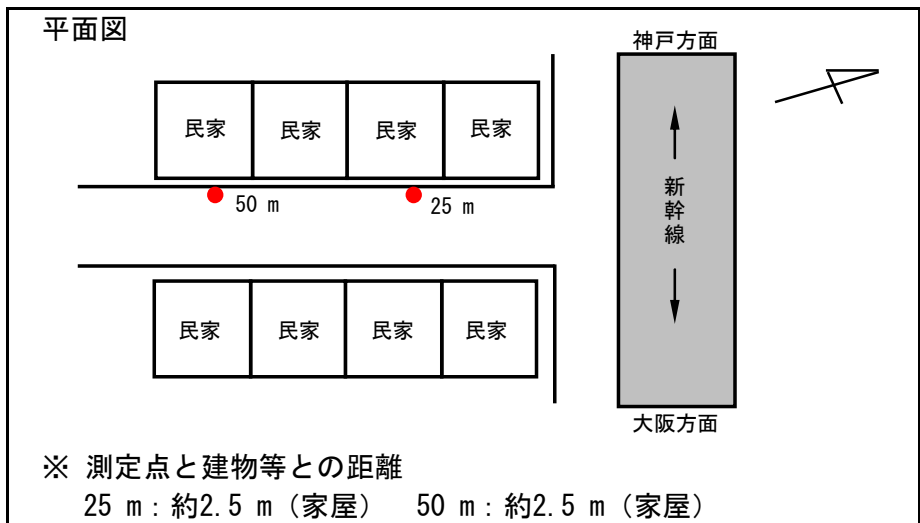 平面図
神戸方面
民家 民家 民家 民家
50 m 25 m
新幹線
民家 民家 民家 民家
大阪方面
※ 測定点と建物等との距離
25 m：約2.5 m（家屋） 50 m：約2.5 m（家屋）